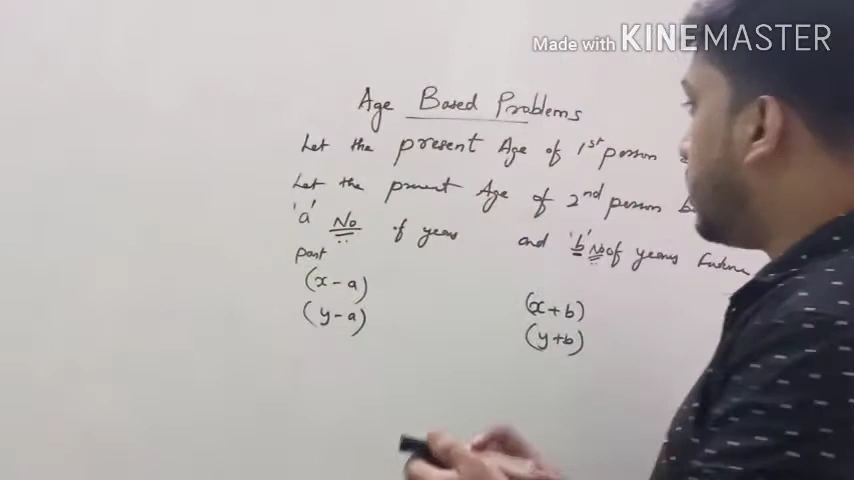 Made with KINEMASTER
Age Based Problems
Let the present Age of 1st person
Let the present Age of 2nd person
'a' No of years and 'b' No of years Future
past
(x-a) (x+b)
(y-a) (y+b)